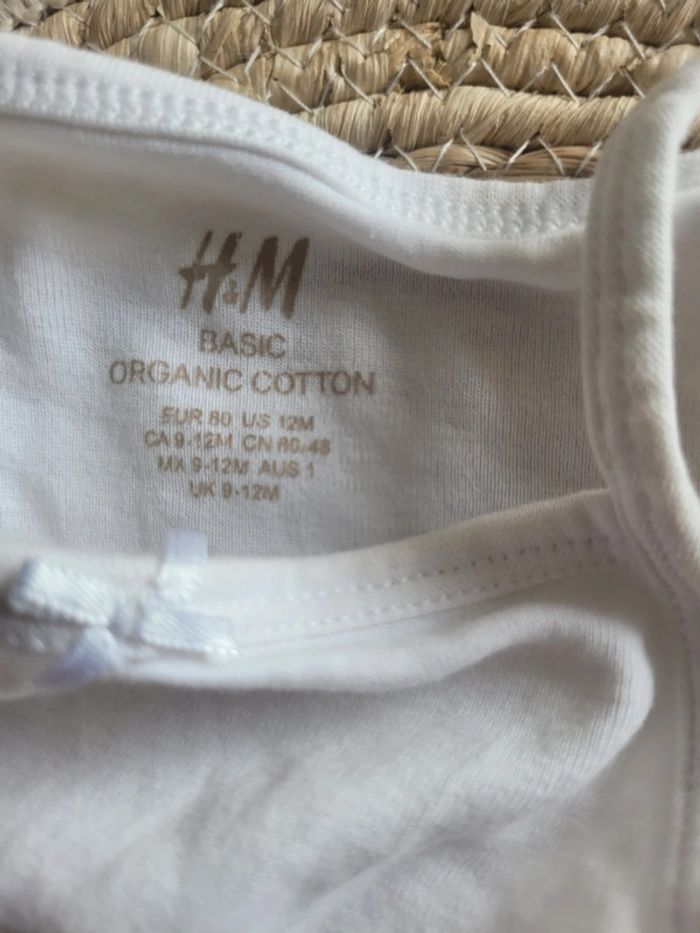 H&M
BASIC
ORGANIC COTTON
EUR 80 US 12M
CA 9-12M CN 80/48
MX 9-12M AUS 1
UK 9-12M